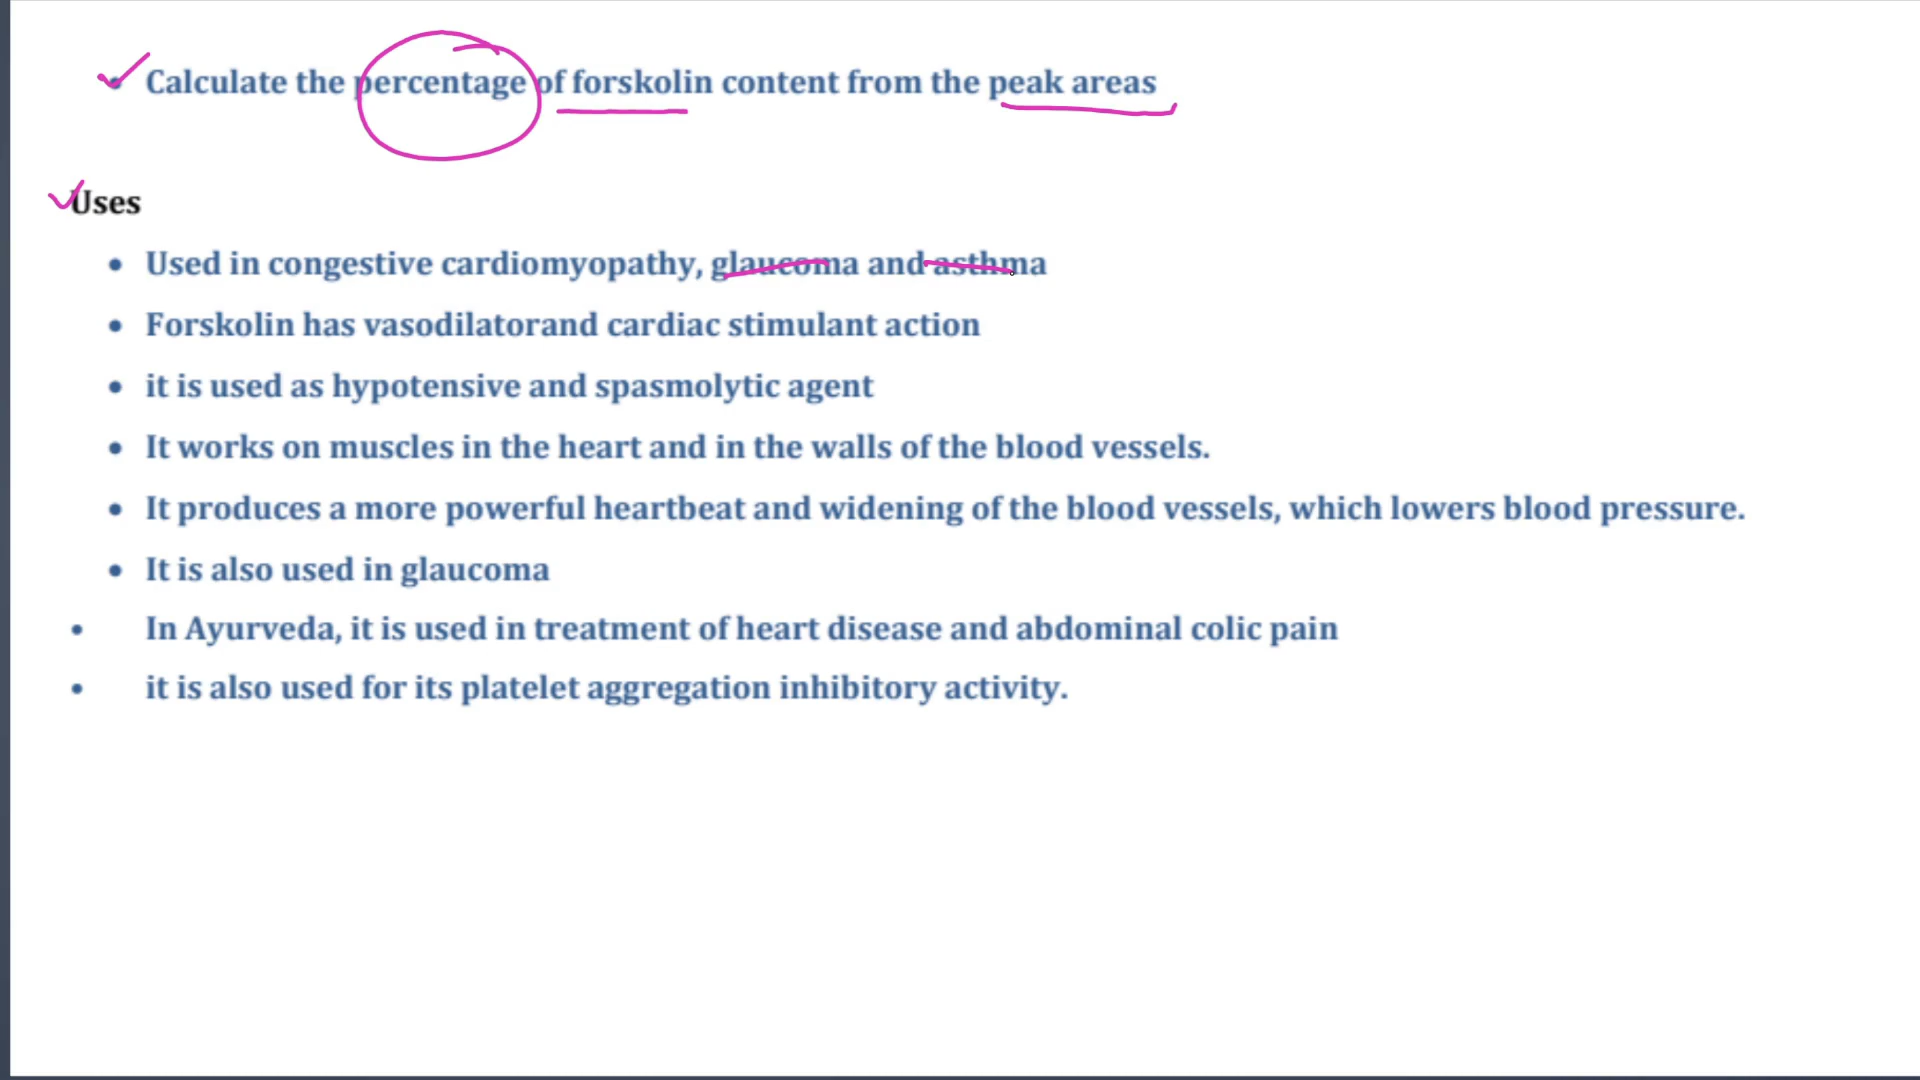 • Calculate the percentage of forskolin content from the peak areas
Uses
• Used in congestive cardiomyopathy, glaucoma and asthma
• Forskolin has vasodilatorand cardiac stimulant action
• it is used as hypotensive and spasmolytic agent
• It works on muscles in the heart and in the walls of the blood vessels.
• It produces a more powerful heartbeat and widening of the blood vessels, which lowers blood pressure.
• It is also used in glaucoma
• In Ayurveda, it is used in treatment of heart disease and abdominal colic pain
• it is also used for its platelet aggregation inhibitory activity.